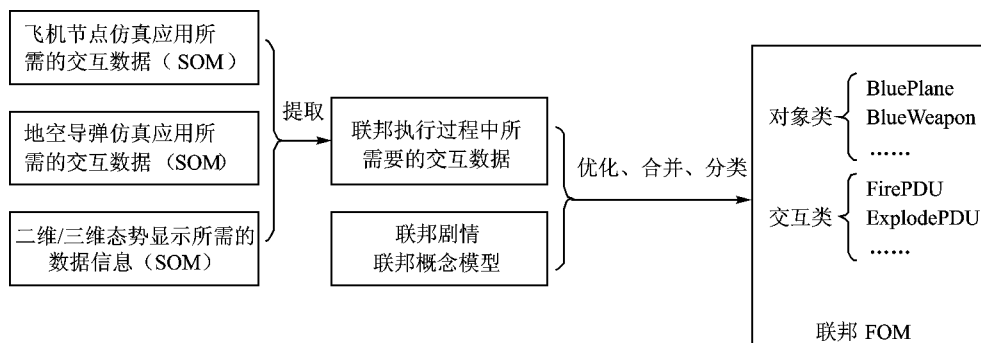 飞机节点仿真应用所
需的交互数据（SOM）
地空导弹仿真应用所
需的交互数据（SOM）
二维/三维态势显示所需的
数据信息（SOM）
提取
联邦执行过程中所
需要的交互数据
联邦剧情
联邦概念模型
优化、合并、分类
对象类
BluePlane
BlueWeapon
……
交互类
FirePDU
ExplodePDU
……
联邦 FOM